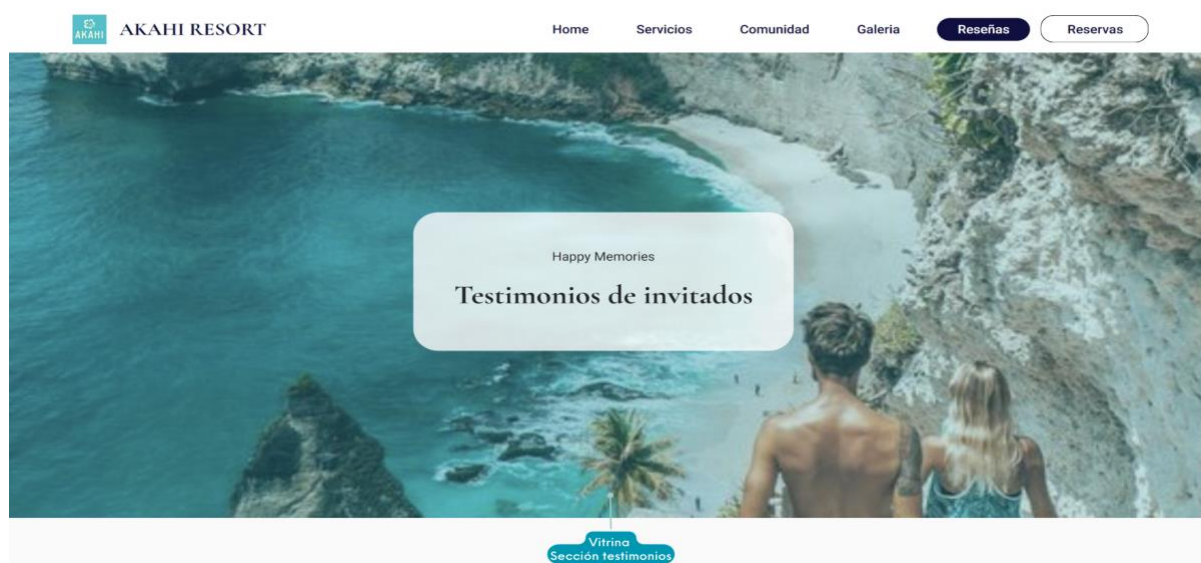 AKAHI
AKAHI RESORT
Home
Servicios
Comunidad
Galeria
Reseñas
Reservas
Happy Memories
Testimonios de invitados
Vitrina
Sección testimonios